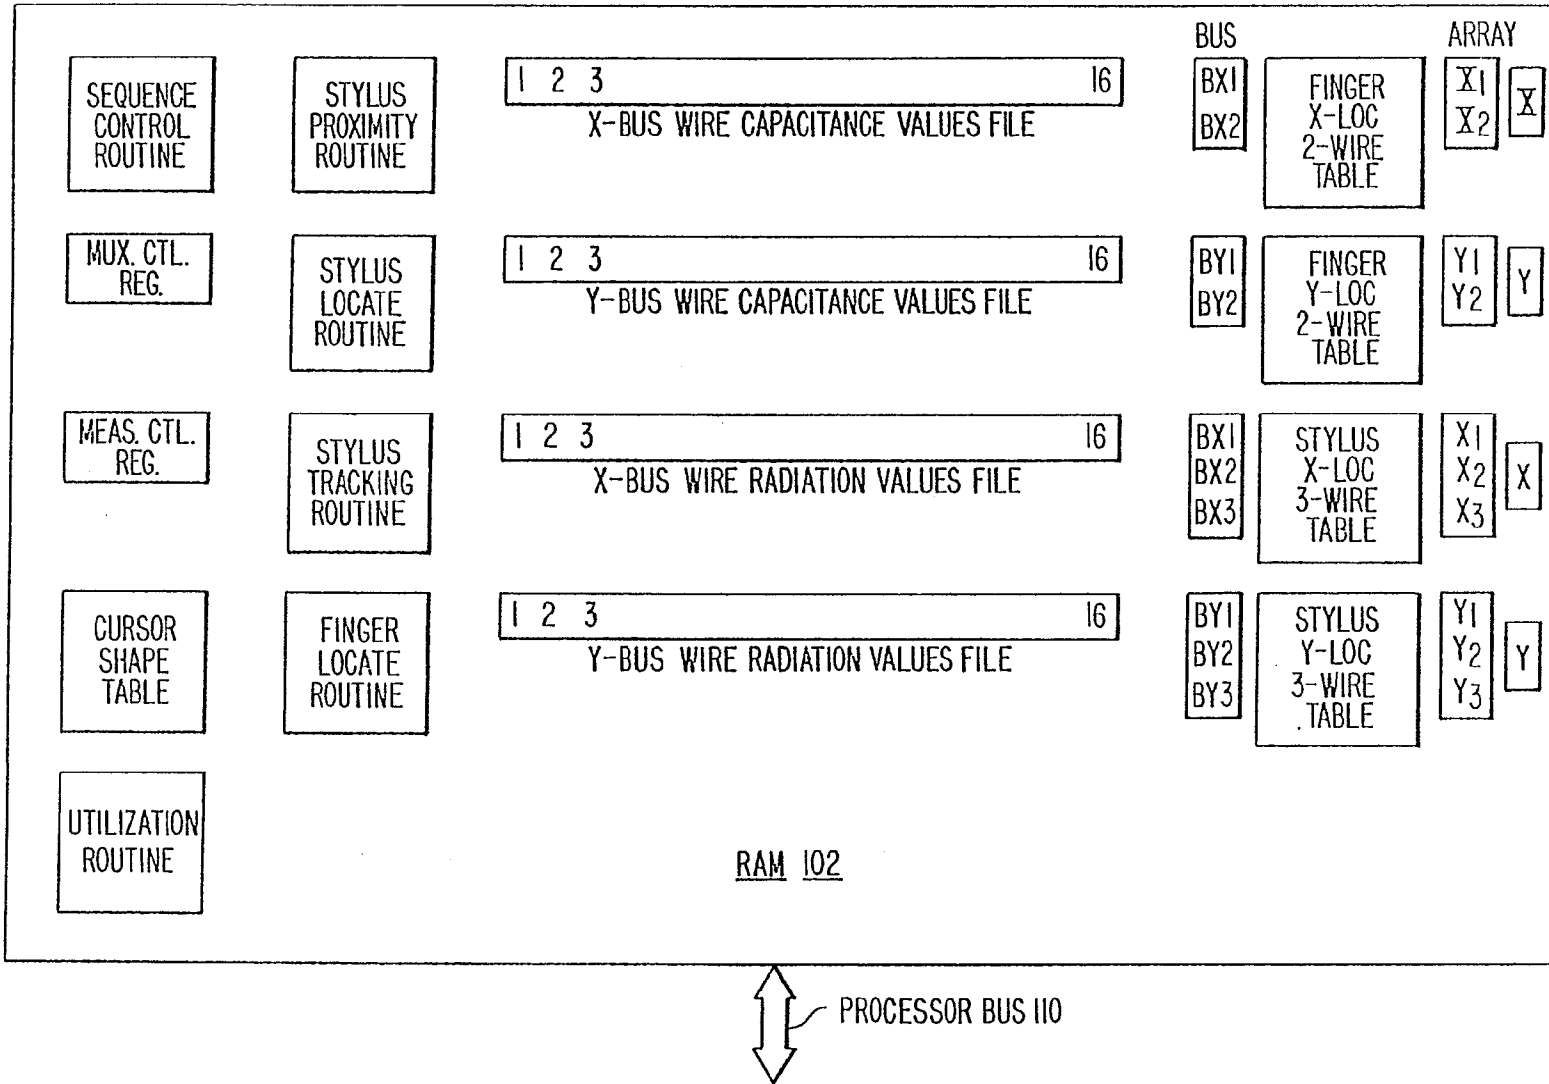 BUS
ARRAY
SEQUENCE
CONTROL
ROUTINE
STYLUS
PROXIMITY
ROUTINE
1 2 3 16
X-BUS WIRE CAPACITANCE VALUES FILE
BX1
BX2
FINGER
X-LOC
2-WIRE
TABLE
X1
X2
X
MUX. CTL.
REG.
STYLUS
LOCATE
ROUTINE
1 2 3 16
Y-BUS WIRE CAPACITANCE VALUES FILE
BY1
BY2
FINGER
Y-LOC
2-WIRE
TABLE
Y1
Y2
Y
MEAS. CTL.
REG.
STYLUS
TRACKING
ROUTINE
1 2 3 16
X-BUS WIRE RADIATION VALUES FILE
BX1
BX2
BX3
STYLUS
X-LOC
3-WIRE
TABLE
X1
X2
X3
X
CURSOR
SHAPE
TABLE
FINGER
LOCATE
ROUTINE
1 2 3 16
Y-BUS WIRE RADIATION VALUES FILE
BY1
BY2
BY3
STYLUS
Y-LOC
3-WIRE
TABLE
Y1
Y2
Y3
Y
UTILIZATION
ROUTINE
RAM 102
PROCESSOR BUS 110